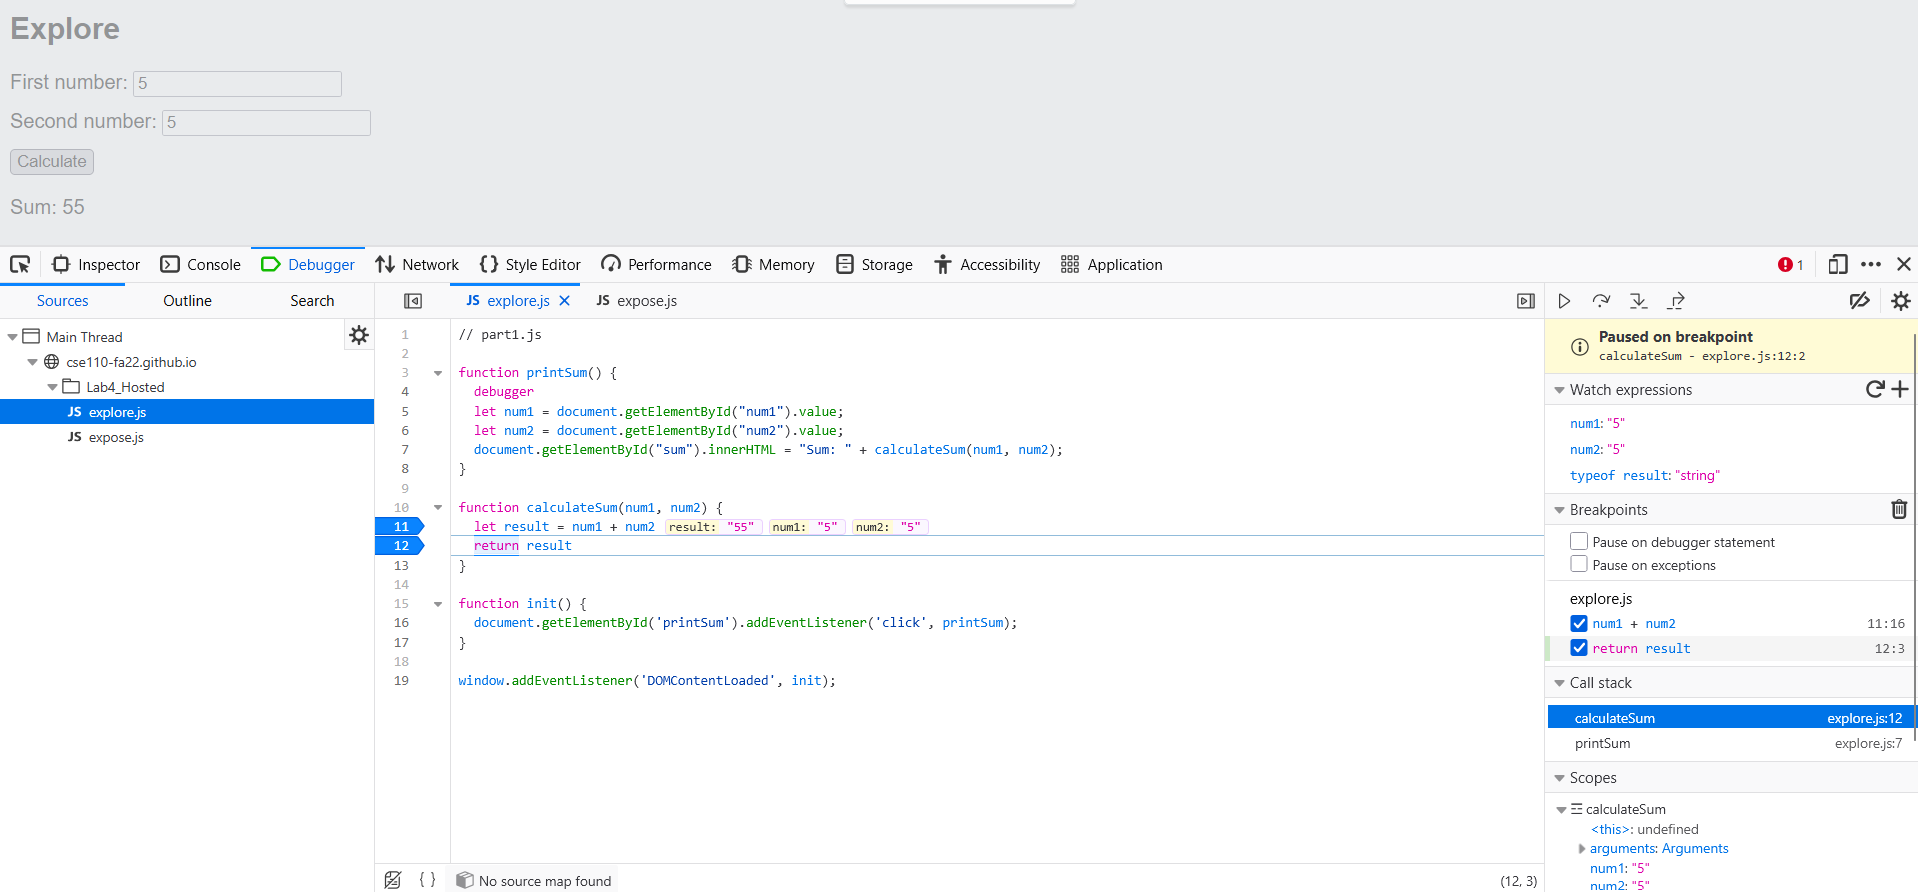 Explore
First number: 5
Second number: 5
Calculate
Sum: 55
Inspector Console Debugger Network Style Editor Performance Memory Storage Accessibility Application 1
Sources Outline Search
Main Thread
cse110-fa22.github.io
Lab4_Hosted
JS explore.js
JS expose.js
JS explore.js JS expose.js
1 // part1.js
2
3 function printSum() {
4 debugger
5 let num1 = document.getElementById("num1").value;
6 let num2 = document.getElementById("num2").value;
7 document.getElementById("sum").innerHTML = "Sum: " + calculateSum(num1, num2);
8 }
9
10 function calculateSum(num1, num2) {
11 let result = num1 + num2 result: "55" num1: "5" num2: "5"
12 return result
13 }
14
15 function init() {
16 document.getElementById('printSum').addEventListener('click', printSum);
17 }
18
19 window.addEventListener('DOMContentLoaded', init);
{ } No source map found (12, 3)
Paused on breakpoint
calculateSum - explore.js:12:2
Watch expressions
num1: "5"
num2: "5"
typeof result: "string"
Breakpoints
Pause on debugger statement
Pause on exceptions
explore.js
num1 + num2 11:16
return result 12:3
Call stack
calculateSum explore.js:12
printSum explore.js:7
Scopes
calculateSum
<this>: undefined
arguments: Arguments
num1: "5"
num2: "5"